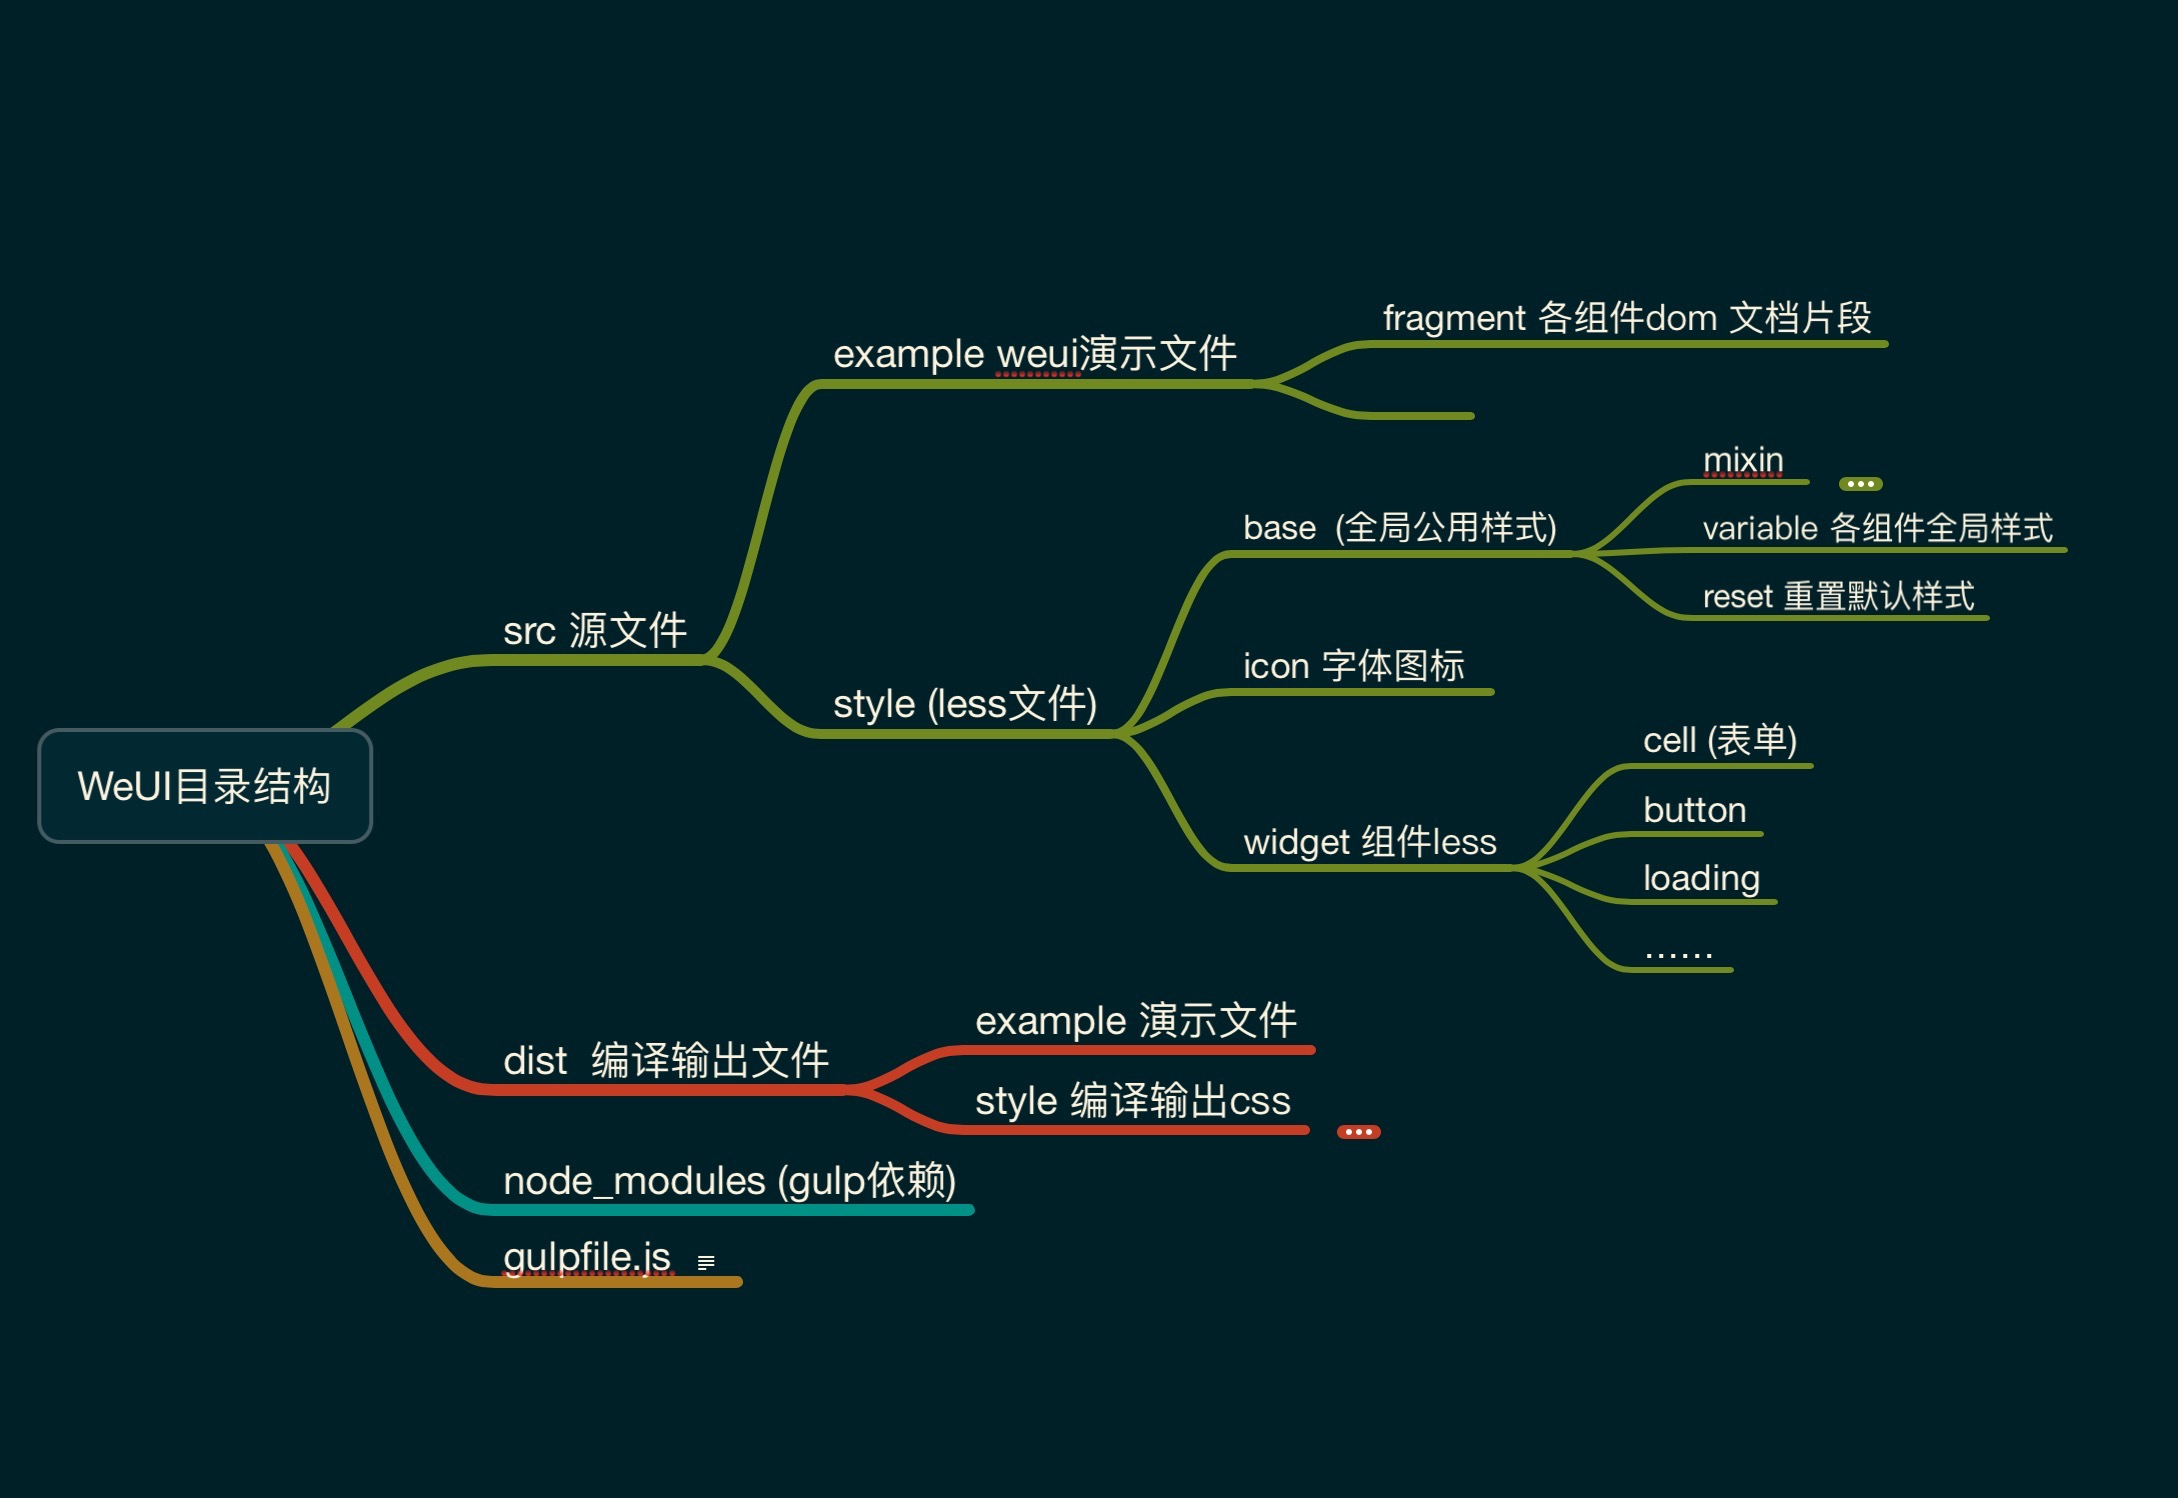 WeUI目录结构
src 源文件
example weui演示文件
fragment 各组件dom 文档片段
style (less文件)
base  (全局公用样式)
mixin
variable 各组件全局样式
reset 重置默认样式
icon 字体图标
widget 组件less
cell (表单)
button
loading
……
dist  编译输出文件
example 演示文件
style 编译输出css
node_modules (gulp依赖)
gulpfile.js